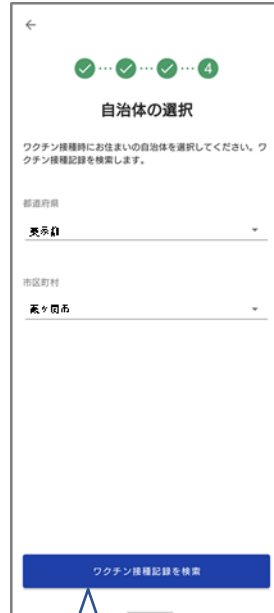 4
自治体の選択
ワクチン接種時にお住まいの自治体を選択してください。ワ
クチン接種記録を検索します。
都道府県
市区町村
ワクチン接種記録を検索